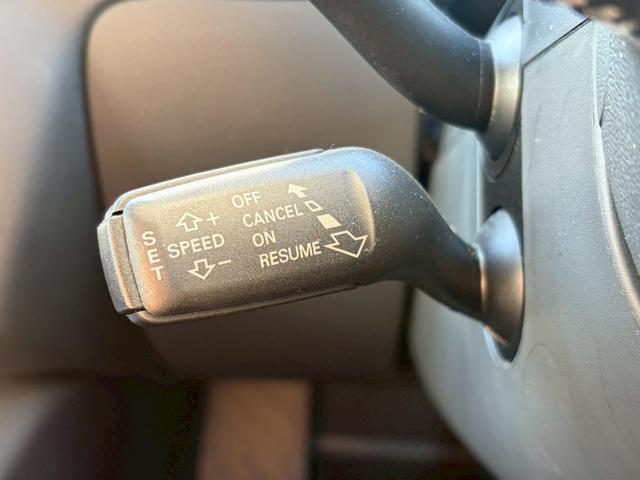 SET
SPEED
+
−
OFF
CANCEL
ON
RESUME